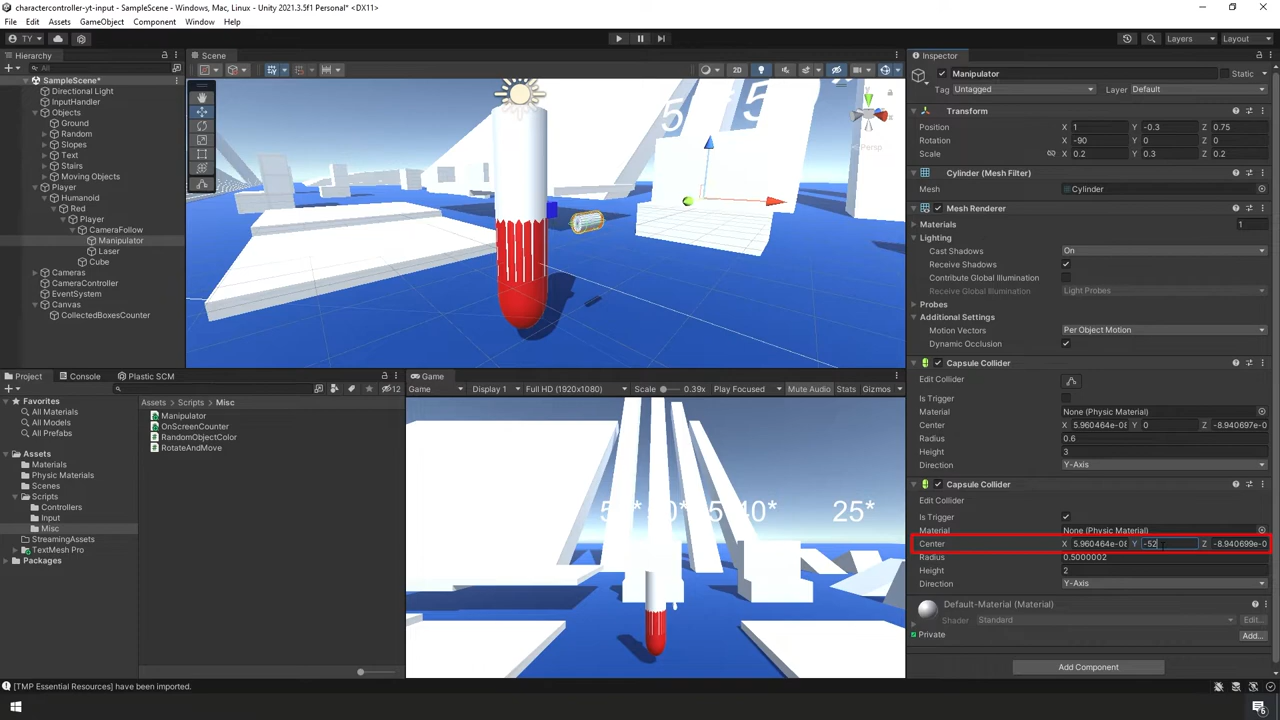 charactercontroller-yt-input - SampleScene - Windows, Mac, Linux - Unity 2021.3.5f1 Personal* <DX11>
File Edit Assets GameObject Component Window Help
TY Layers Layout
Hierarchy
All
SampleScene*
Directional Light
InputHandler
Objects
Ground
Random
Slopes
Text
Stairs
Moving Objects
Player
Humanoid
Red
Player
CameraFollow
Manipulator
Laser
Cube
Cameras
CameraController
EventSystem
Canvas
CollectedBoxesCounter
Scene
2D
5 5
Persp
Project Console Plastic SCM
12
Favorites
All Materials
All Models
All Prefabs
Assets
Materials
Physic Materials
Scenes
Scripts
Controllers
Input
Misc
StreamingAssets
TextMesh Pro
Packages
Assets > Scripts > Misc
Manipulator
OnScreenCounter
RandomObjectColor
RotateAndMove
Game
Game Display 1 Full HD (1920x1080) Scale 0.39x Play Focused Mute Audio Stats Gizmos
40* 25*
Inspector
Manipulator Static
Tag Untagged Layer Default
Transform
Position X 1 Y -0.3 Z 0.75
Rotation X -90 Y 0 Z 0
Scale X 0.2 Y 0.3 Z 0.2
Cylinder (Mesh Filter)
Mesh Cylinder
Mesh Renderer
Materials 1
Lighting
Cast Shadows On
Receive Shadows
Contribute Global Illumination
Receive Global Illumination Light Probes
Probes
Additional Settings
Motion Vectors Per Object Motion
Dynamic Occlusion
Capsule Collider
Edit Collider
Is Trigger
Material None (Physic Material)
Center X 5.960464e-08 Y 0 Z -8.940697e-0
Radius 0.6
Height 3
Direction Y-Axis
Capsule Collider
Edit Collider
Is Trigger
Material None (Physic Material)
Center X 5.960464e-08 Y -52 Z -8.940699e-0
Radius 0.5000002
Height 2
Direction Y-Axis
Default-Material (Material)
Shader Standard Edit...
Private Add...
Add Component
[TMP Essential Resources] have been imported.